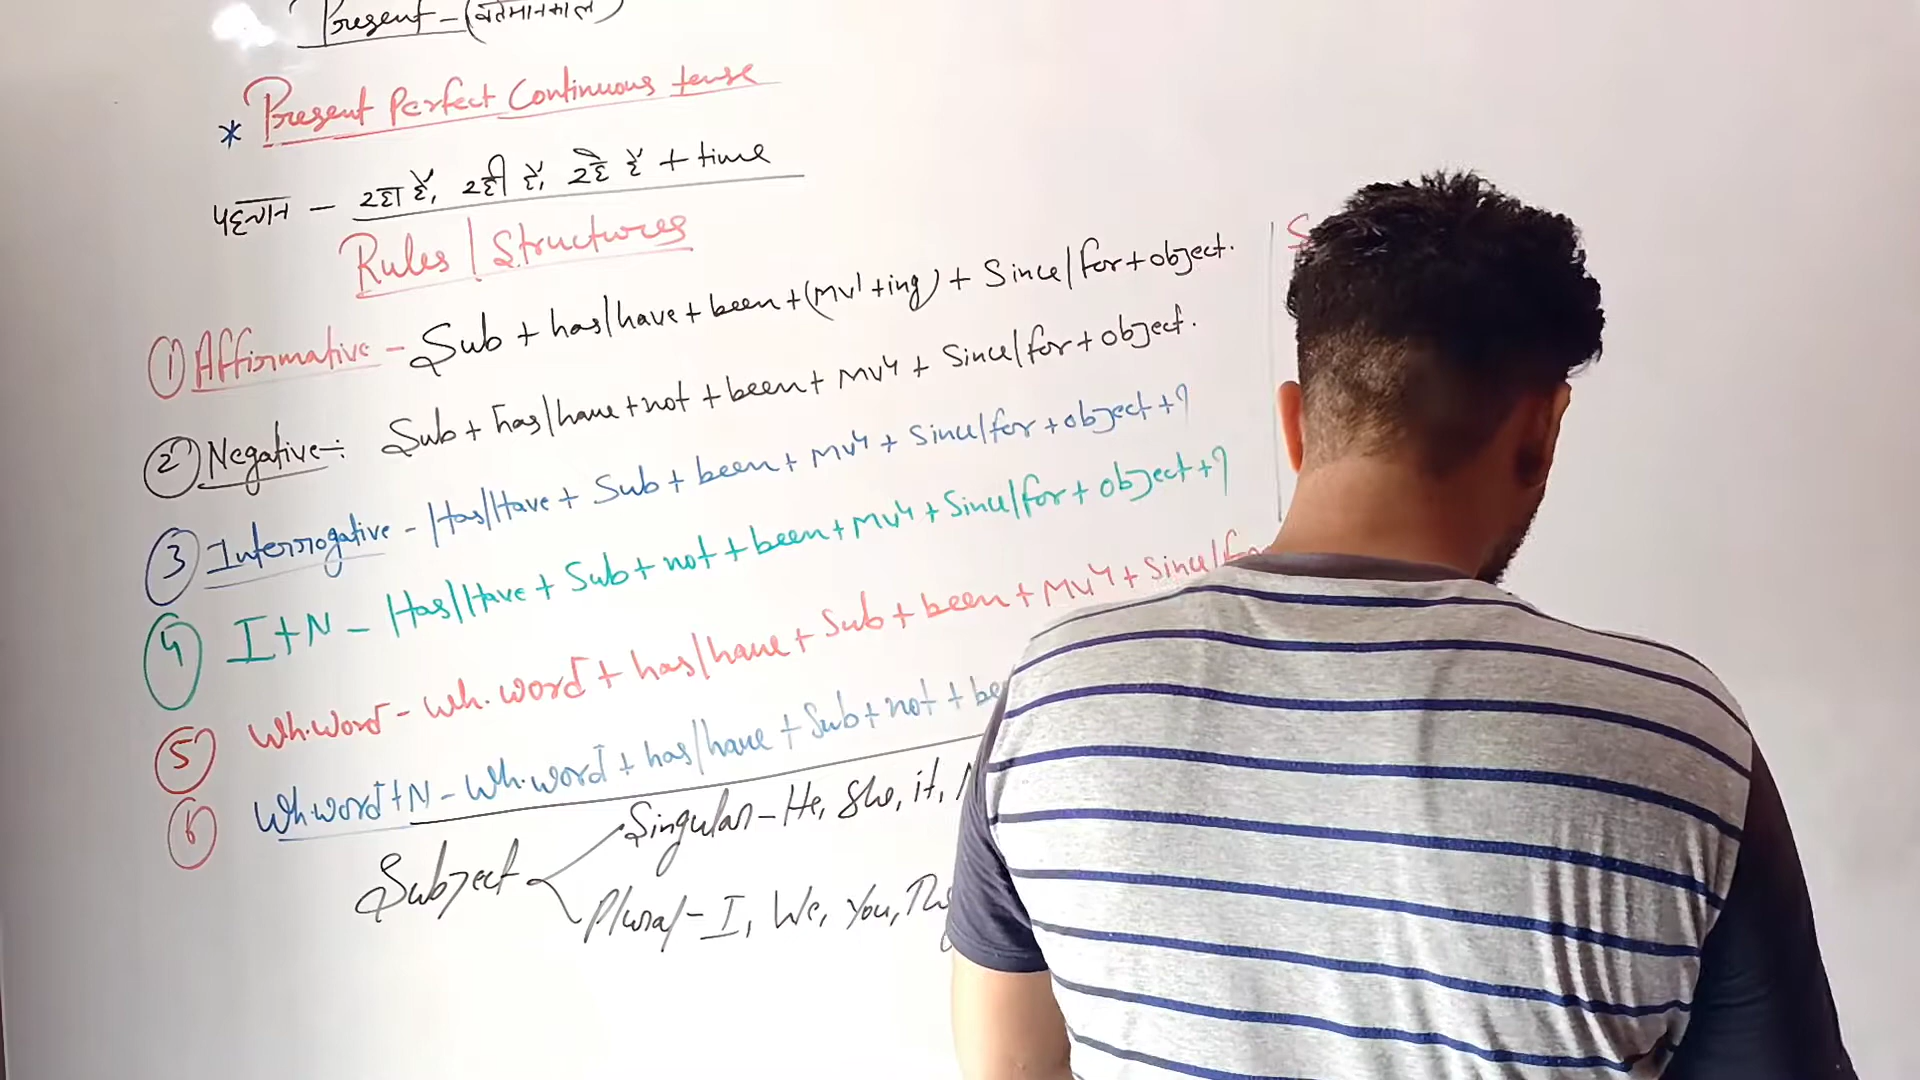 Present - (वर्तमानकाल)
* Present Perfect Continuous tense
पहचान - रहा है, रही है, रहे हैं + time
Rules | Structures
① Affirmative - Sub + has/have + been + (mv¹ + ing) + Since/for + object.
② Negative -: Sub + has/have + not + been + mv⁴ + Since/for + object.
③ Interrogative - Has/Have + Sub + been + mv⁴ + Since/for + object + ?
④ I + N - Has/Have + Sub + not + been + mv⁴ + Since/for + object + ?
⑤ Wh.word - Wh. word + has/have + Sub + been + mv⁴ + Since/
⑥ Wh.word + N - Wh.word + has/have + Sub + not +
Subject
Singular - He, She, it,
Plural - I, We, You,